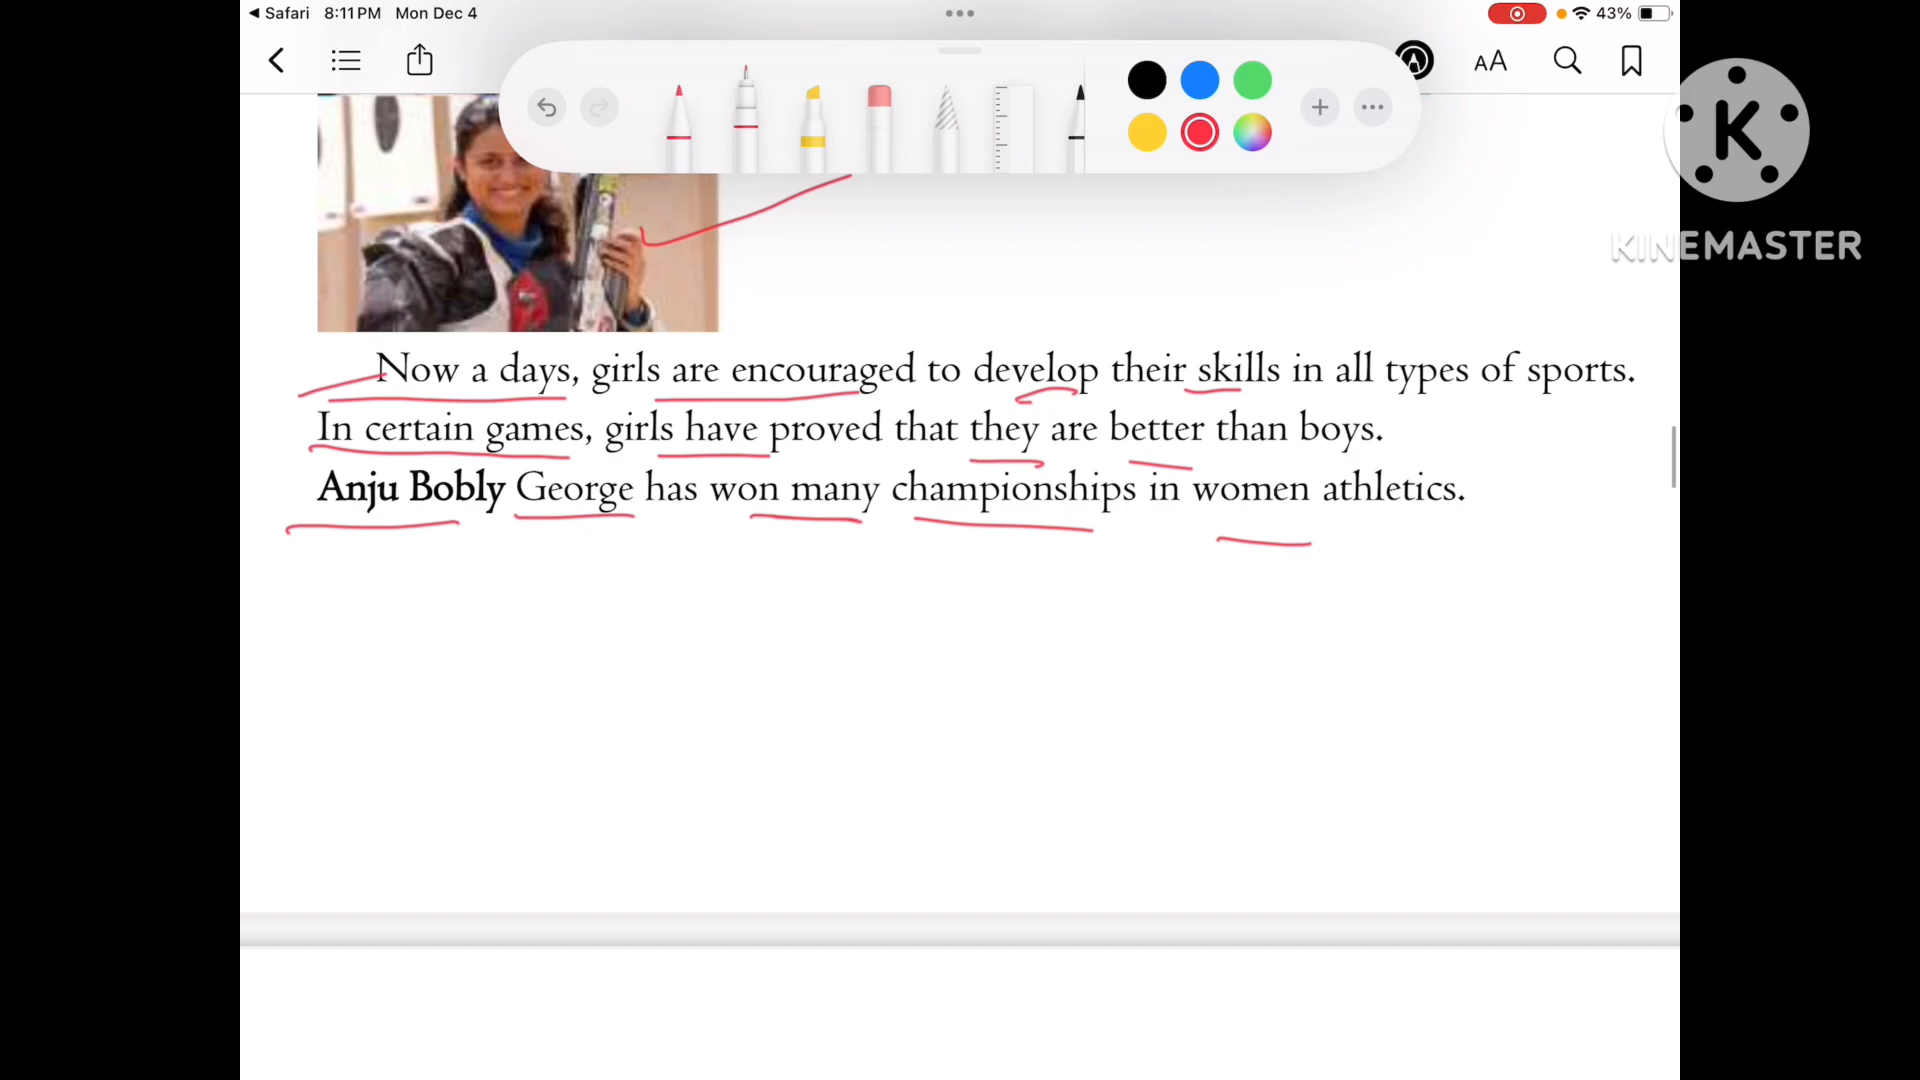 Safari 8:11 PM Mon Dec 4
43%
AA
K
KINEMASTER
Now a days, girls are encouraged to develop their skills in all types of sports.
In certain games, girls have proved that they are better than boys.
Anju Bobly George has won many championships in women athletics.